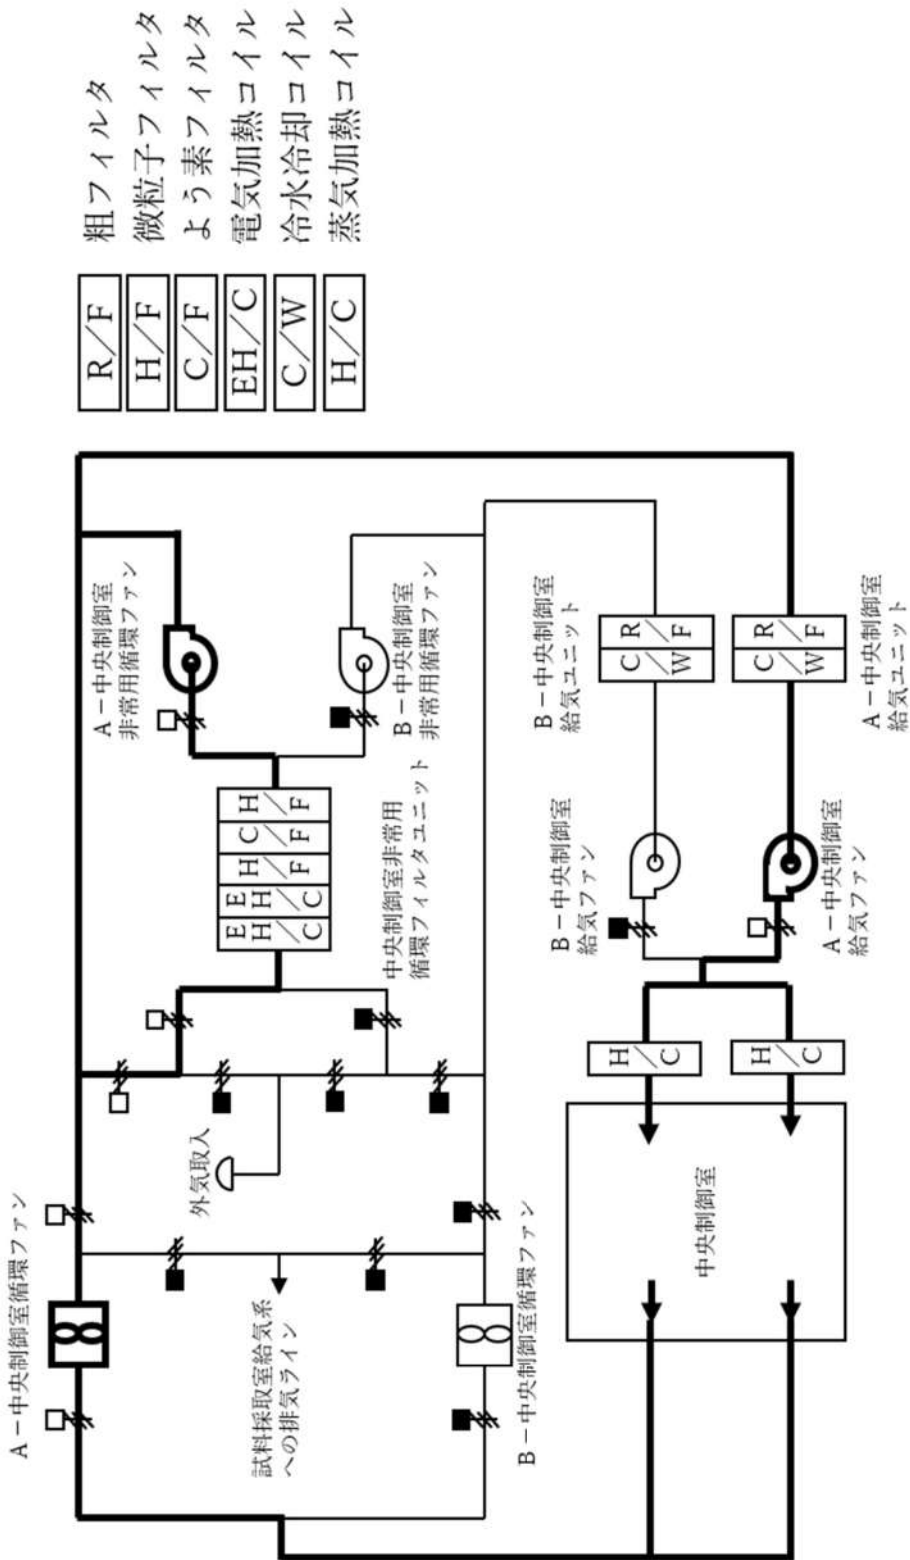 A－中央制御室循環ファン
外気取入
試料採取室給気系
への排気ライン
B－中央制御室循環ファン
A－中央制御室
非常用循環ファン
E
H/C
E
H/C
H/F
C/F
H/F
中央制御室非常用
循環フィルタユニット
B－中央制御室
非常用循環ファン
中央制御室
H/C
H/C
B－中央制御室
給気ファン
A－中央制御室
給気ファン
B－中央制御室
給気ユニット
C/W
R/F
C/W
R/F
A－中央制御室
給気ユニット
R/F 粗フィルタ
H/F 微粒子フィルタ
C/F よう素フィルタ
EH/C 電気加熱コイル
C/W 冷水冷却コイル
H/C 蒸気加熱コイル